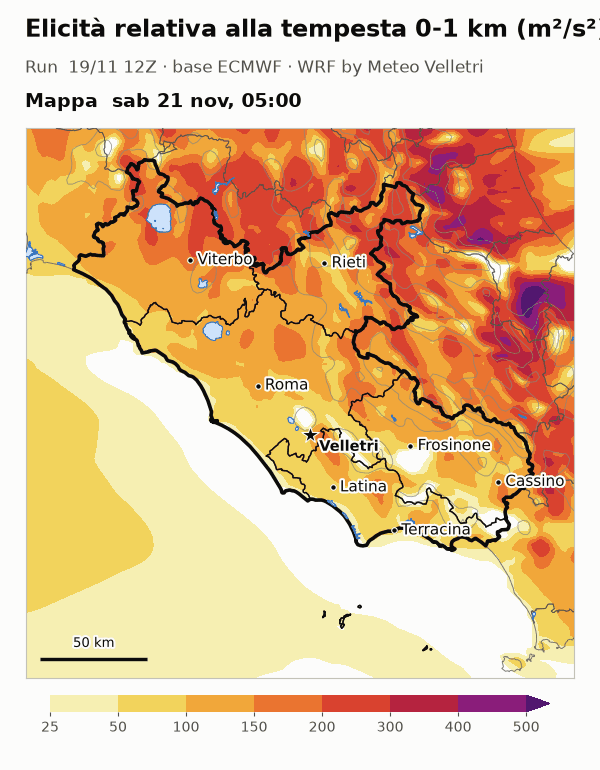 Elicità relativa alla tempesta 0-1 km (m²/s²)
Run 19/11 12Z · base ECMWF · WRF by Meteo Velletri
Mappa sab 21 nov, 05:00
Viterbo
Rieti
Roma
Velletri
Frosinone
Latina
Cassino
Terracina
50 km
25 50 100 150 200 300 400 500